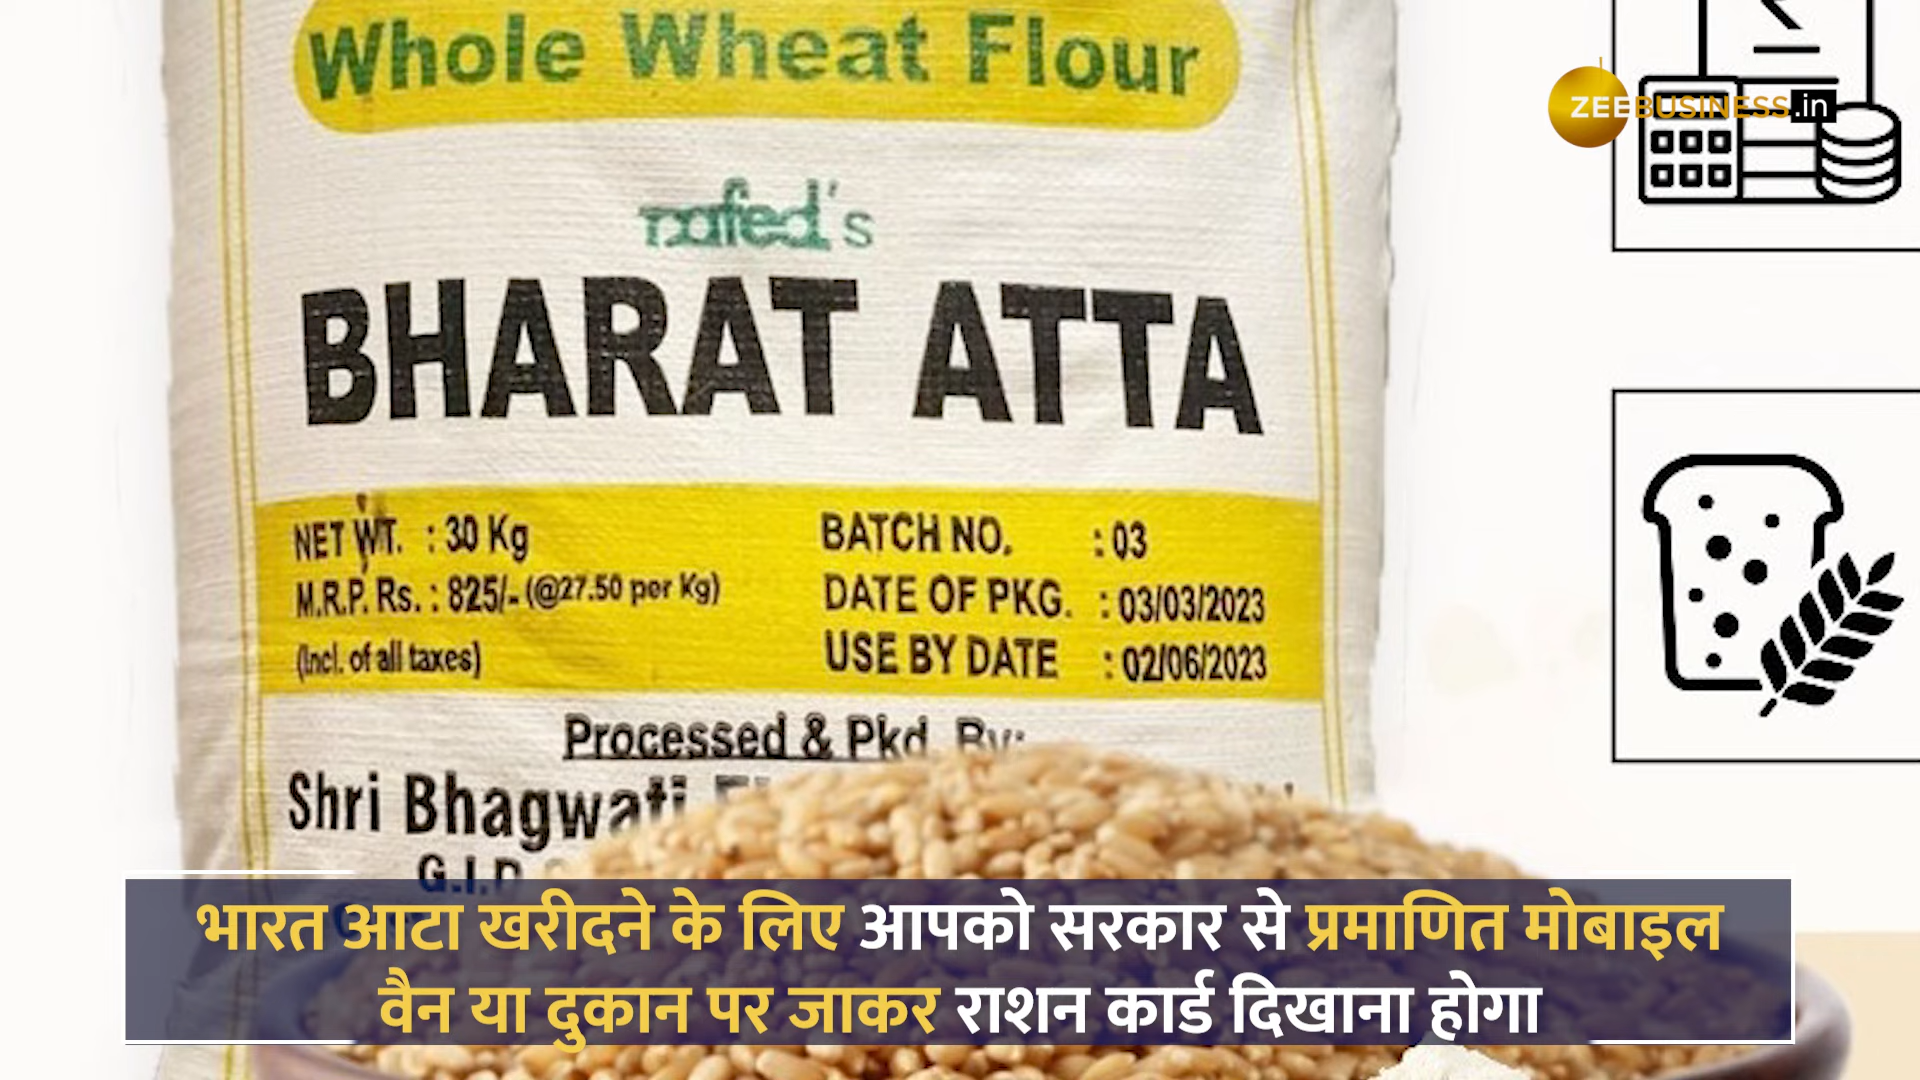 Whole Wheat Flour
ZEEBUSINESS.in
nafed's
BHARAT ATTA
NET WT. : 30 Kg
M.R.P. Rs. : 825/- (@27.50 per Kg)
(Incl. of all taxes)
BATCH NO. : 03
DATE OF PKG. : 03/03/2023
USE BY DATE : 02/06/2023
Processed & Pkd. By:
Shri Bhagwati
भारत आटा खरीदने के लिए आपको सरकार से प्रमाणित मोबाइल
वैन या दुकान पर जाकर राशन कार्ड दिखाना होगा